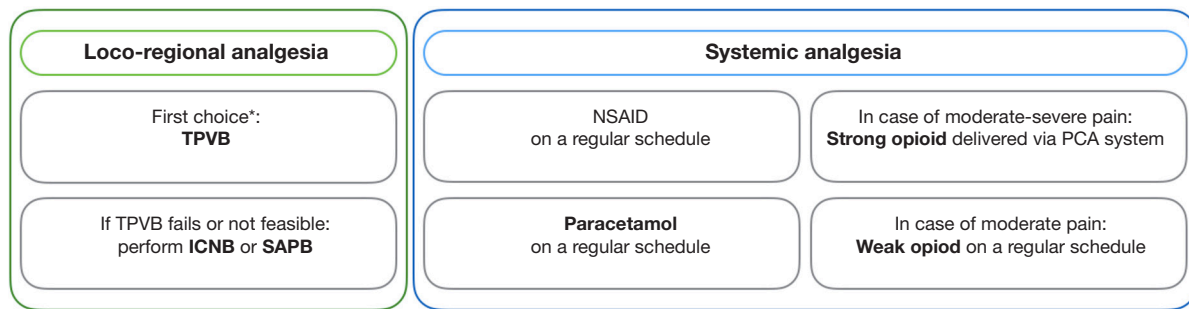 Loco-regional analgesia
First choice*:
TPVB
If TPVB fails or not feasible:
perform ICNB or SAPB
Systemic analgesia
NSAID
on a regular schedule
In case of moderate-severe pain:
Strong opioid delivered via PCA system
Paracetamol
on a regular schedule
In case of moderate pain:
Weak opiod on a regular schedule